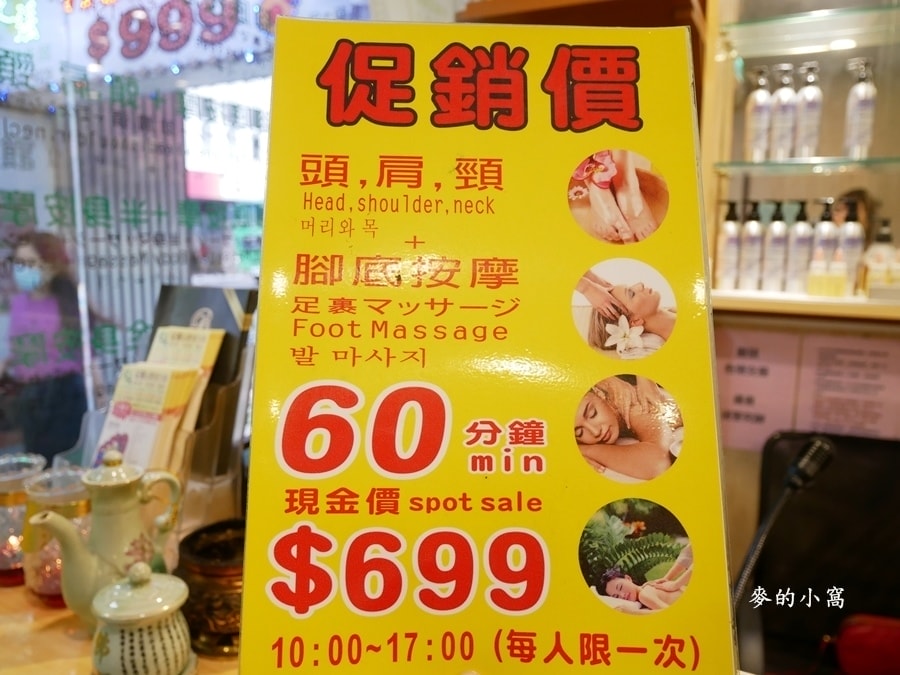 $999
促銷價
頭,肩,頸
Head,shoulder,neck
머리와 목
+
腳底按摩
足裏マッサージ
Foot Massage
발 마사지
60 分鐘
min
現金價 spot sale
$699
10:00~17:00 (每人限一次)
麥的小窩